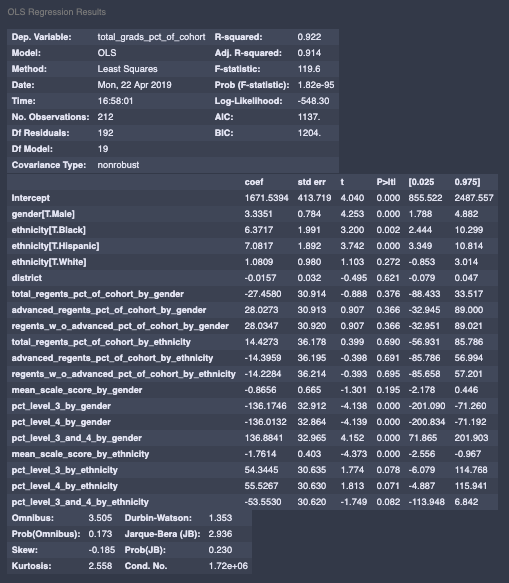 OLS Regression Results
Dep. Variable: total_grads_pct_of_cohort R-squared: 0.922
Model: OLS Adj. R-squared: 0.914
Method: Least Squares F-statistic: 119.6
Date: Mon, 22 Apr 2019 Prob (F-statistic): 1.82e-95
Time: 16:58:01 Log-Likelihood: -548.30
No. Observations: 212 AIC: 1137.
Df Residuals: 192 BIC: 1204.
Df Model: 19
Covariance Type: nonrobust
coef std err t P>|t| [0.025 0.975]
Intercept 1671.5394 413.719 4.040 0.000 855.522 2487.557
gender[T.Male] 3.3351 0.784 4.253 0.000 1.788 4.882
ethnicity[T.Black] 6.3717 1.991 3.200 0.002 2.444 10.299
ethnicity[T.Hispanic] 7.0817 1.892 3.742 0.000 3.349 10.814
ethnicity[T.White] 1.0809 0.980 1.103 0.272 -0.853 3.014
district -0.0157 0.032 -0.495 0.621 -0.079 0.047
total_regents_pct_of_cohort_by_gender -27.4580 30.914 -0.888 0.376 -88.433 33.517
advanced_regents_pct_of_cohort_by_gender 28.0273 30.913 0.907 0.366 -32.945 89.000
regents_w_o_advanced_pct_of_cohort_by_gender 28.0347 30.920 0.907 0.366 -32.951 89.021
total_regents_pct_of_cohort_by_ethnicity 14.4273 36.178 0.399 0.690 -56.931 85.786
advanced_regents_pct_of_cohort_by_ethnicity -14.3959 36.195 -0.398 0.691 -85.786 56.994
regents_w_o_advanced_pct_of_cohort_by_ethnicity -14.2284 36.214 -0.393 0.695 -85.658 57.201
mean_scale_score_by_gender -0.8656 0.665 -1.301 0.195 -2.178 0.446
pct_level_3_by_gender -136.1746 32.912 -4.138 0.000 -201.090 -71.260
pct_level_4_by_gender -136.0132 32.864 -4.139 0.000 -200.834 -71.192
pct_level_3_and_4_by_gender 136.8841 32.965 4.152 0.000 71.865 201.903
mean_scale_score_by_ethnicity -1.7614 0.403 -4.373 0.000 -2.556 -0.967
pct_level_3_by_ethnicity 54.3445 30.635 1.774 0.078 -6.079 114.768
pct_level_4_by_ethnicity 55.5267 30.630 1.813 0.071 -4.887 115.941
pct_level_3_and_4_by_ethnicity -53.5530 30.620 -1.749 0.082 -113.948 6.842
Omnibus: 3.505 Durbin-Watson: 1.353
Prob(Omnibus): 0.173 Jarque-Bera (JB): 2.936
Skew: -0.185 Prob(JB): 0.230
Kurtosis: 2.558 Cond. No. 1.72e+06